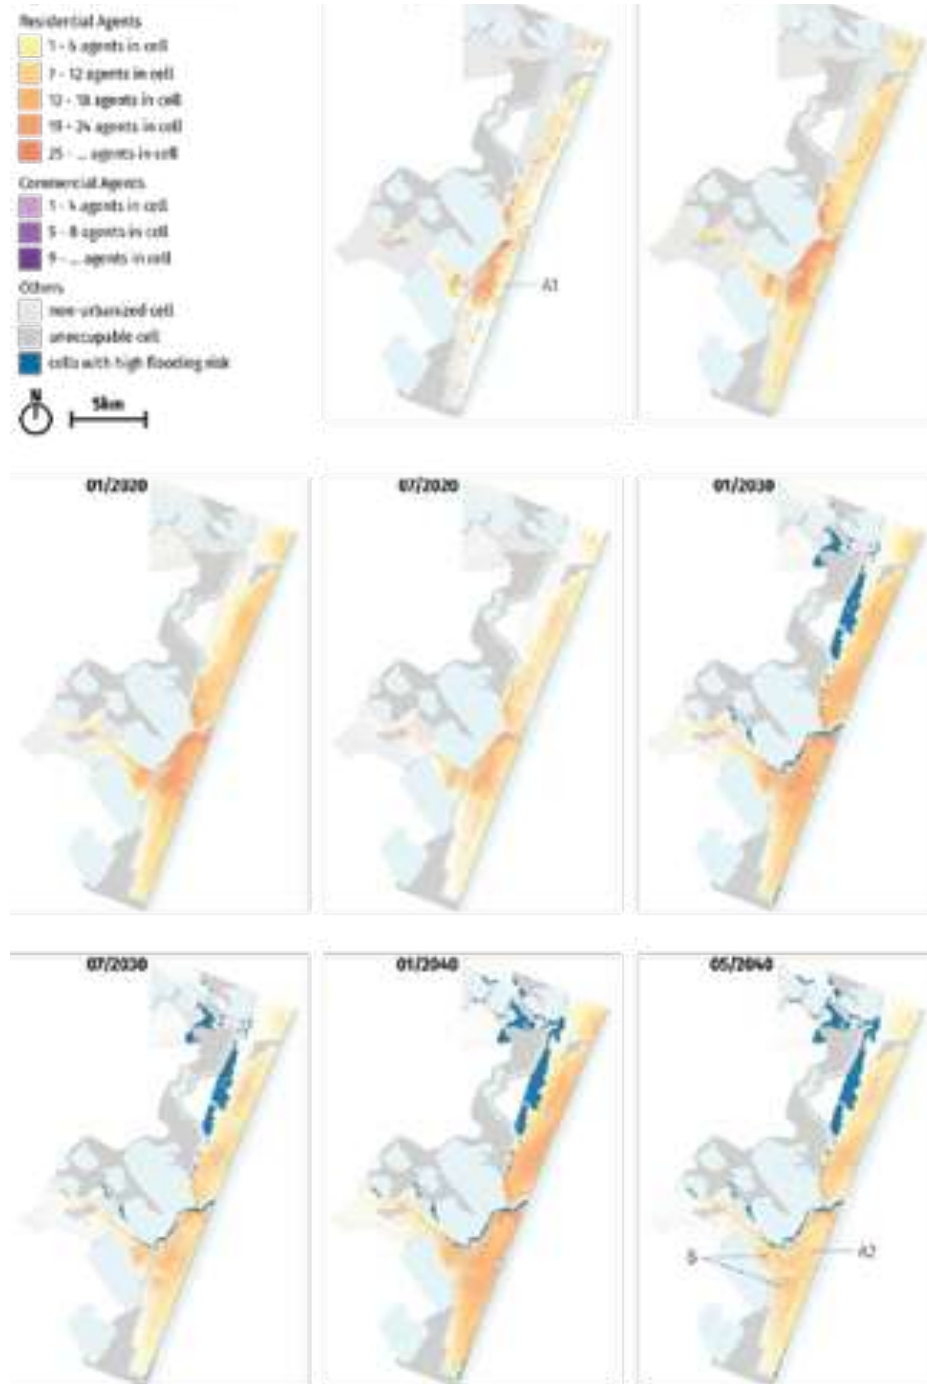 Residential Agents
1 - 6 agents in cell
7 - 12 agents in cell
13 - 18 agents in cell
19 - 24 agents in cell
25 - ... agents in cell
Commercial Agents
1 - 4 agents in cell
5 - 8 agents in cell
9 - ... agents in cell
Others
non-urbanized cell
unoccupable cell
cells with high flooding risk
N
5km
A1
01/2020
07/2020
01/2030
07/2030
01/2040
05/2040
B
A2